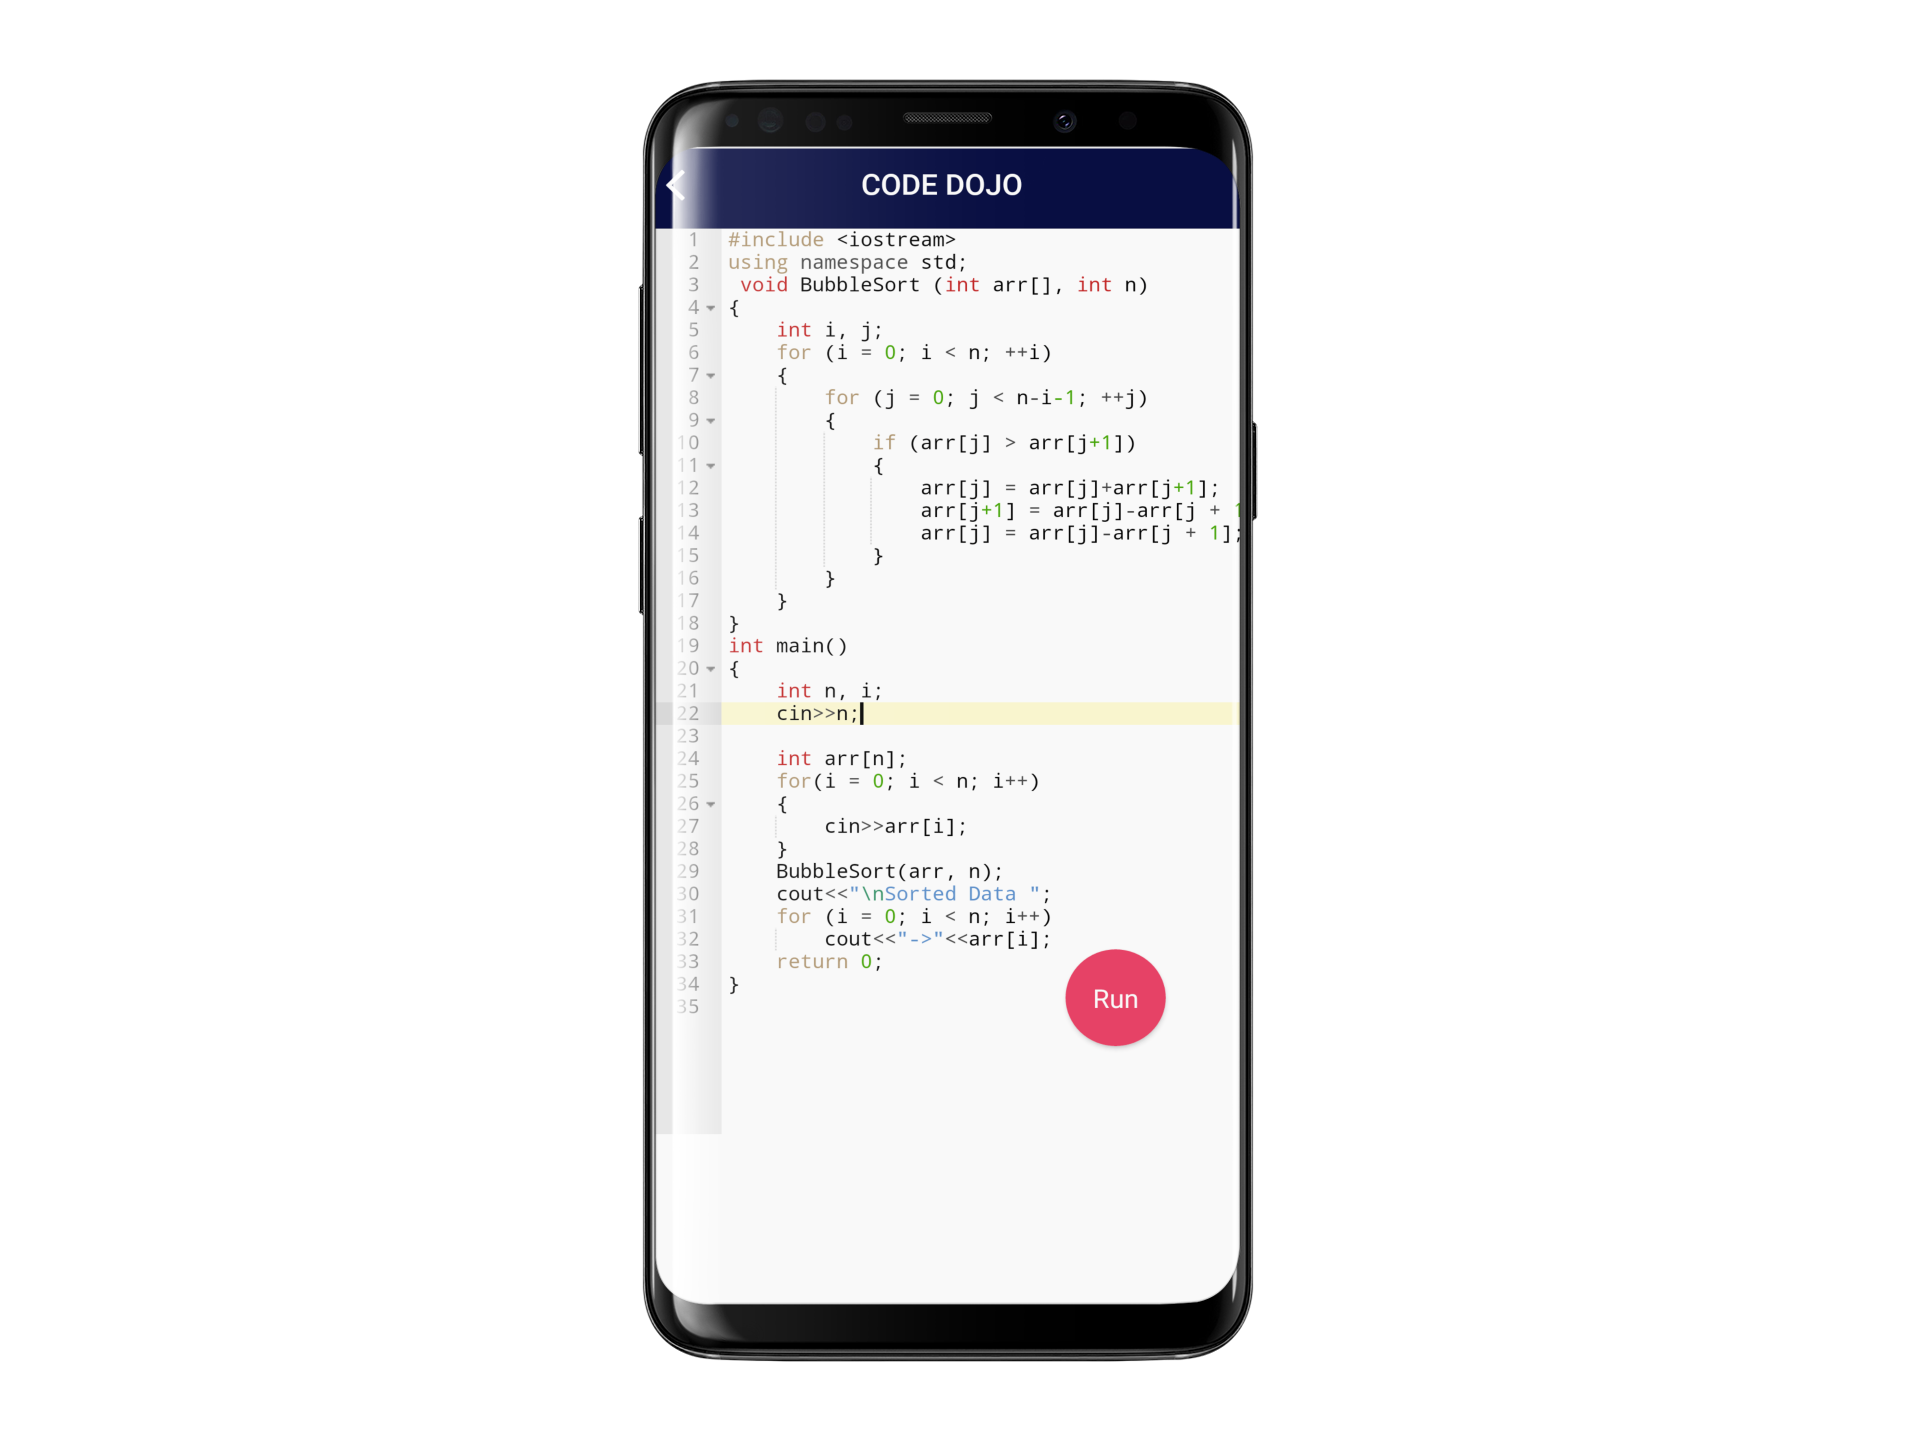 CODE DOJO
1 #include <iostream>
2 using namespace std;
3  void BubbleSort (int arr[], int n)
4 {
5     int i, j;
6     for (i = 0; i < n; ++i)
7     {
8         for (j = 0; j < n-i-1; ++j)
9         {
10             if (arr[j] > arr[j+1])
11             {
12                 arr[j] = arr[j]+arr[j+1];
13                 arr[j+1] = arr[j]-arr[j + 1
14                 arr[j] = arr[j]-arr[j + 1];
15             }
16         }
17     }
18 }
19 int main()
20 {
21     int n, i;
22     cin>>n;
23
24     int arr[n];
25     for(i = 0; i < n; i++)
26     {
27         cin>>arr[i];
28     }
29     BubbleSort(arr, n);
30     cout<<"\nSorted Data ";
31     for (i = 0; i < n; i++)
32         cout<<"->"<<arr[i];
33     return 0;
34 }
35
Run